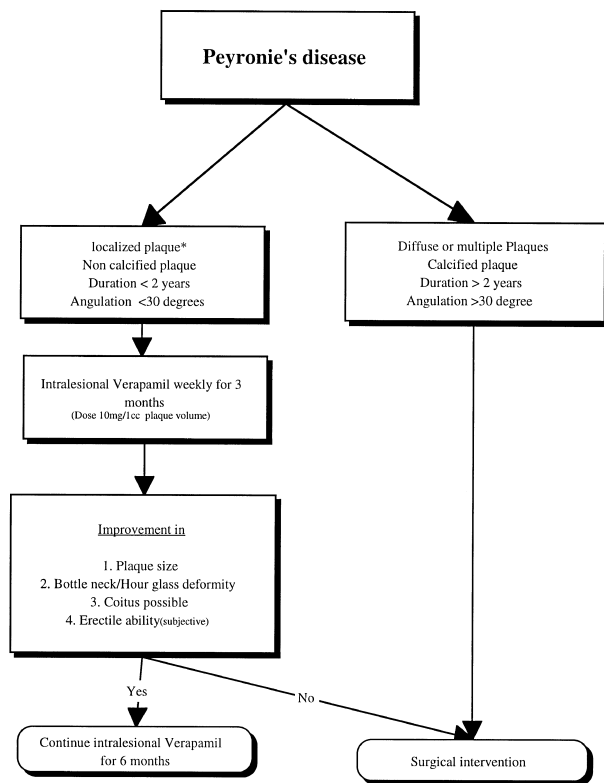 Peyronie's disease
localized plaque*
Non calcified plaque
Duration < 2 years
Angulation <30 degrees
Diffuse or multiple Plaques
Calcified plaque
Duration > 2 years
Angulation >30 degree
Intralesional Verapamil weekly for 3
months
(Dose 10mg/1cc plaque volume)
Improvement in
1. Plaque size
2. Bottle neck/Hour glass deformity
3. Coitus possible
4. Erectile ability(subjective)
Yes
No
Continue intralesional Verapamil
for 6 months
Surgical intervention